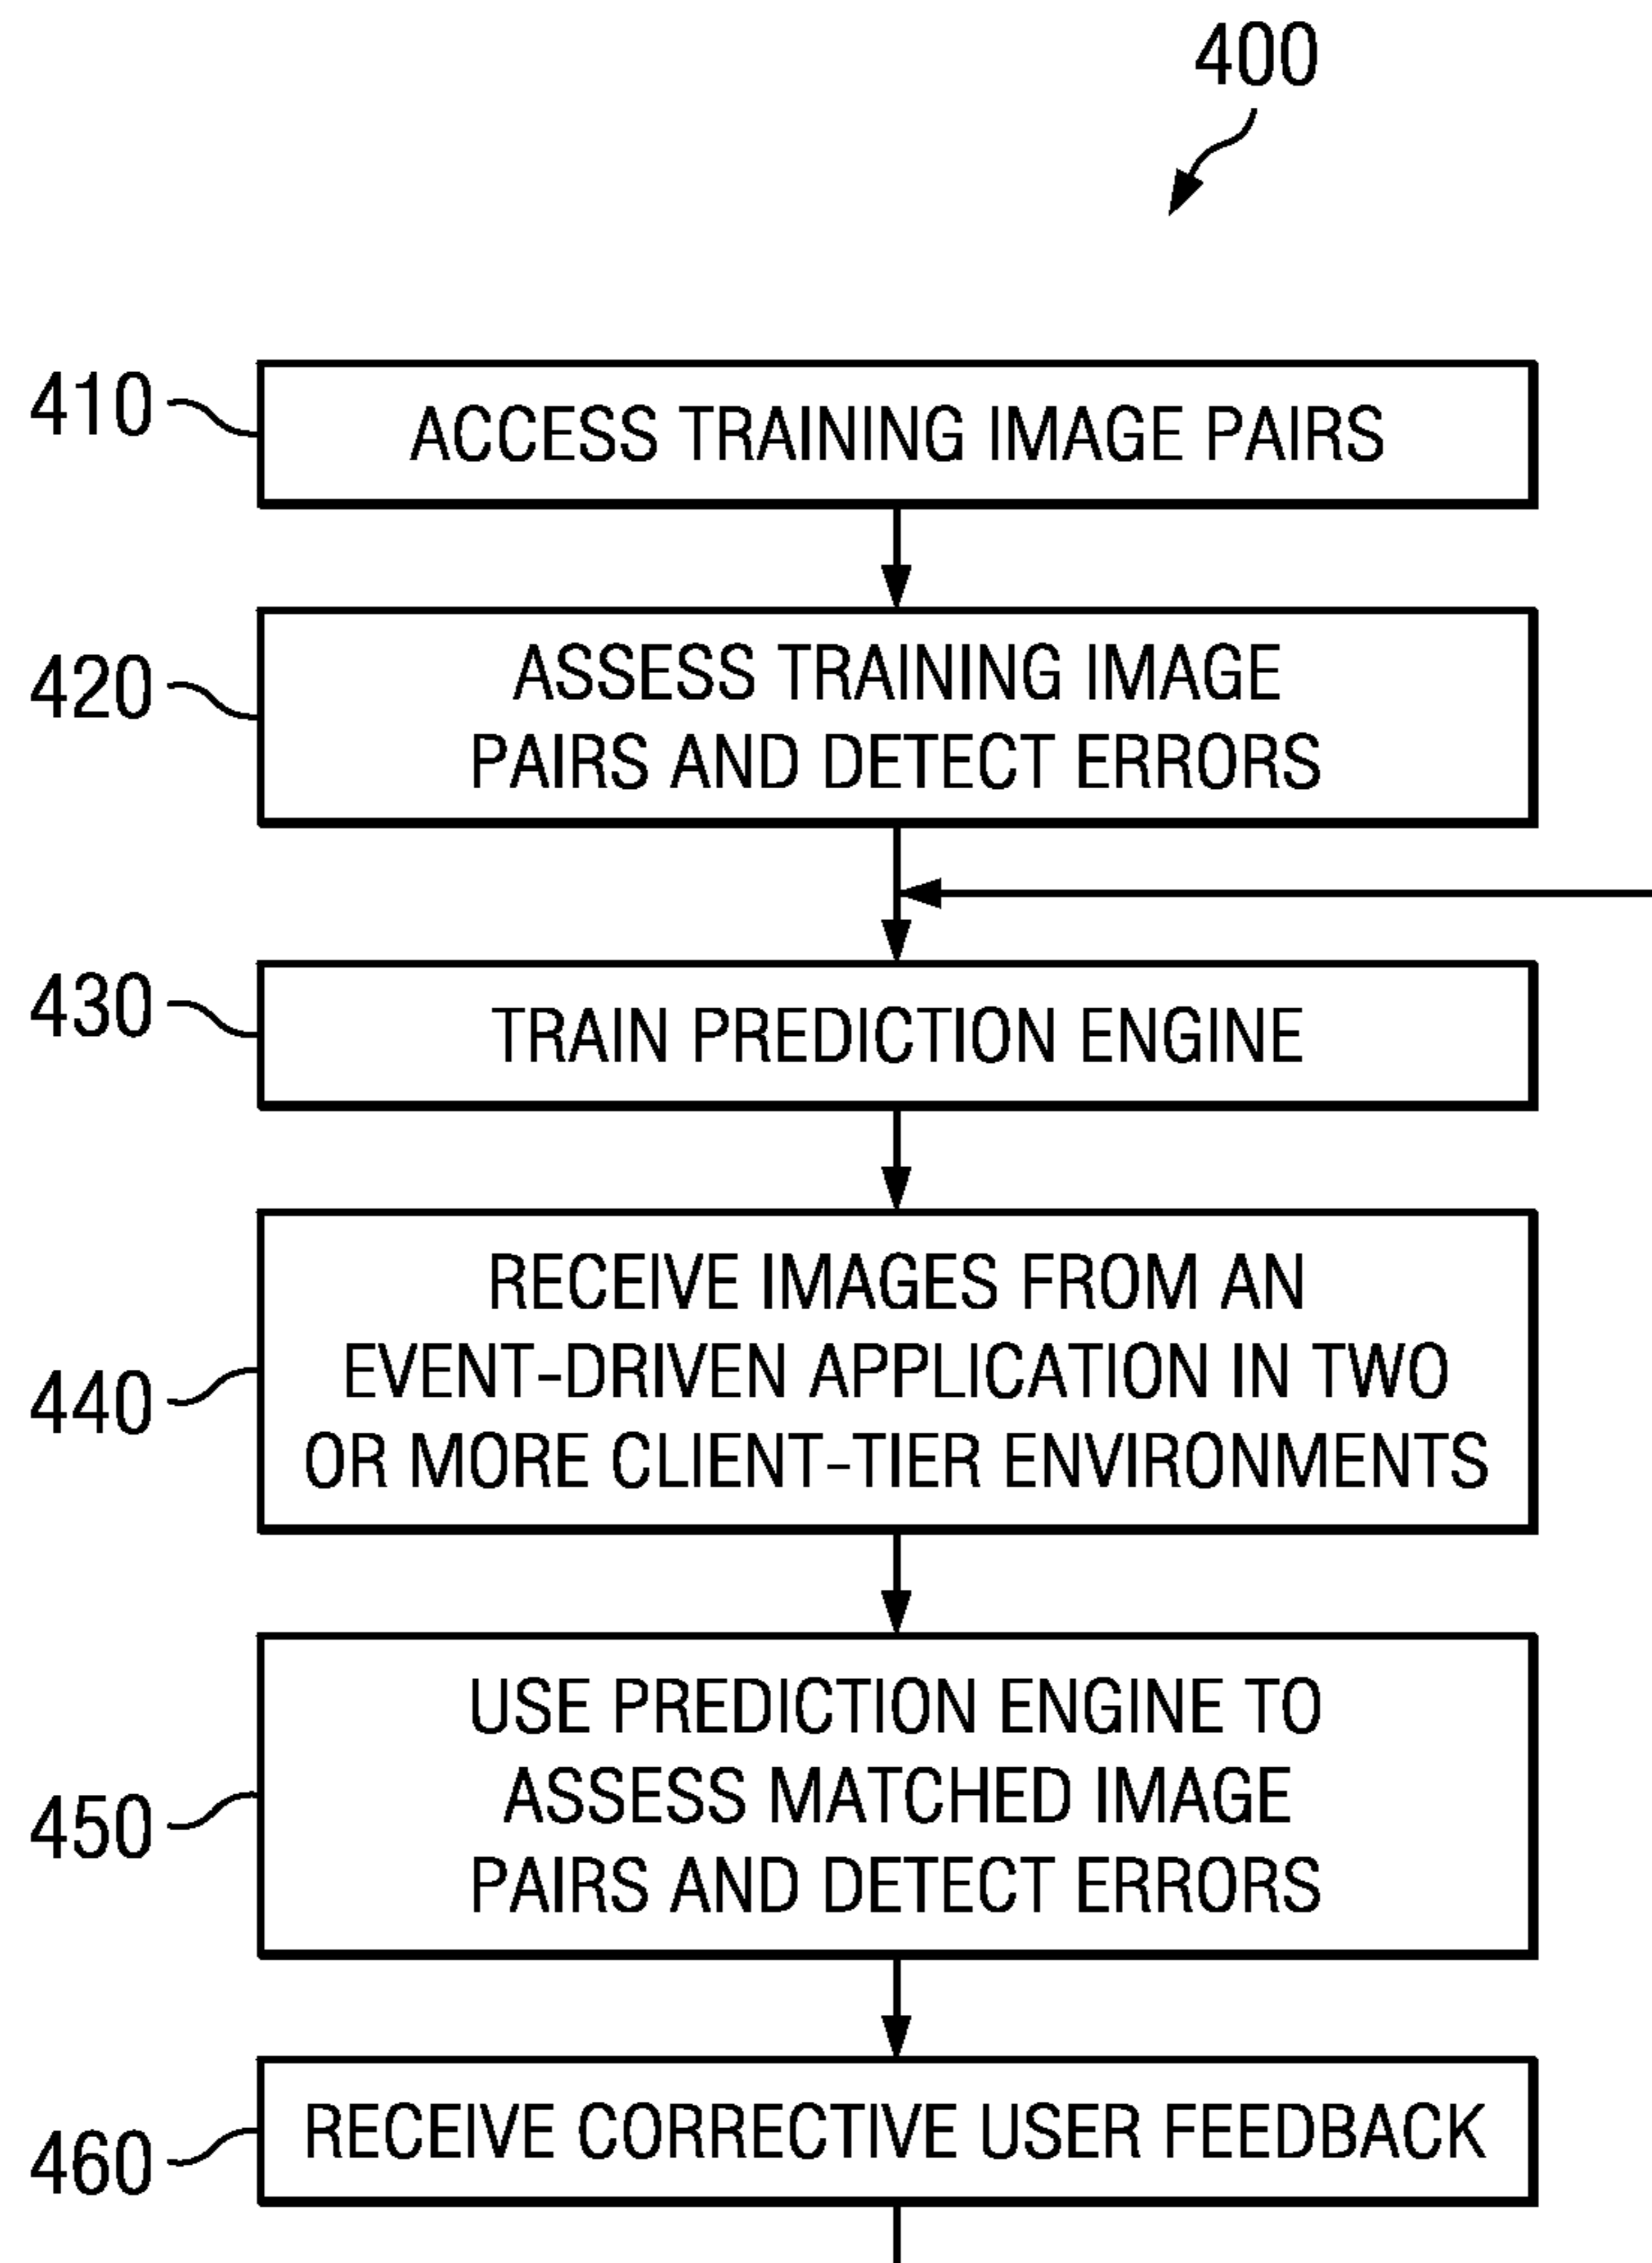 400
410
ACCESS TRAINING IMAGE PAIRS
420
ASSESS TRAINING IMAGE
PAIRS AND DETECT ERRORS
430
TRAIN PREDICTION ENGINE
440
RECEIVE IMAGES FROM AN
EVENT-DRIVEN APPLICATION IN TWO
OR MORE CLIENT-TIER ENVIRONMENTS
450
USE PREDICTION ENGINE TO
ASSESS MATCHED IMAGE
PAIRS AND DETECT ERRORS
460
RECEIVE CORRECTIVE USER FEEDBACK